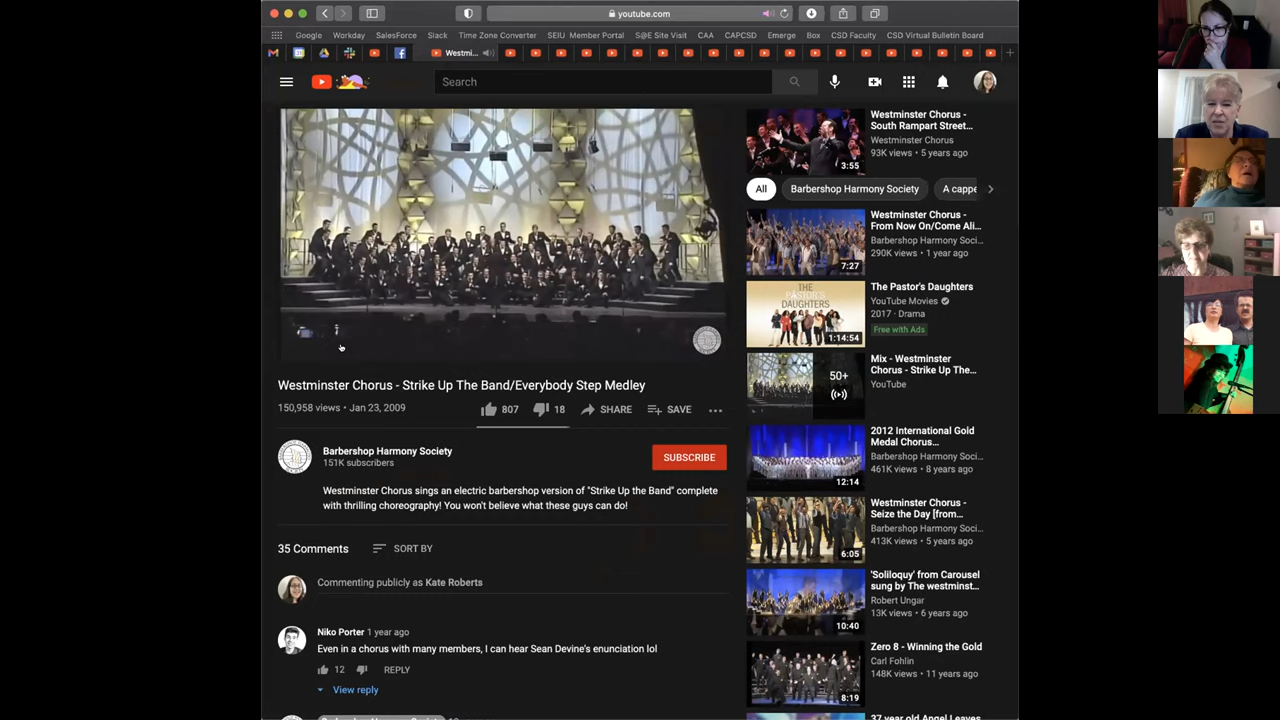 youtube.com
Google Workday SalesForce Slack Time Zone Converter SEIU Member Portal S@E Site Visit CAA CAPCSD Emerge Box CSD Faculty CSD Virtual Bulletin Board
Westmi...
Search
Westminster Chorus - Strike Up The Band/Everybody Step Medley
150,958 views • Jan 23, 2009
807 18 SHARE SAVE
Barbershop Harmony Society
151K subscribers
SUBSCRIBE
Westminster Chorus sings an electric barbershop version of "Strike Up the Band" complete
with thrilling choreography! You won't believe what these guys can do!
35 Comments SORT BY
Commenting publicly as Kate Roberts
Niko Porter 1 year ago
Even in a chorus with many members, I can hear Sean Devine's enunciation lol
12 REPLY
View reply
Westminster Chorus -
South Rampart Street...
Westminster Chorus
93K views • 5 years ago
3:55
All Barbershop Harmony Society A cappe
Westminster Chorus -
From Now On/Come Ali...
Barbershop Harmony Soci...
290K views • 1 year ago
7:27
THE
PASTOR'S
DAUGHTERS
1:14:54
The Pastor's Daughters
YouTube Movies
2017 · Drama
Free with Ads
50+
Mix - Westminster
Chorus - Strike Up The...
YouTube
2012 International Gold
Medal Chorus...
Barbershop Harmony Soci...
461K views • 8 years ago
12:14
Westminster Chorus -
Seize the Day [from...
Barbershop Harmony Soci...
413K views • 5 years ago
6:05
'Soliloquy' from Carousel
sung by The westminst...
Robert Ungar
13K views • 6 years ago
10:40
Zero 8 - Winning the Gold
Carl Fohlin
148K views • 11 years ago
8:19
37 year old Angel Leaves